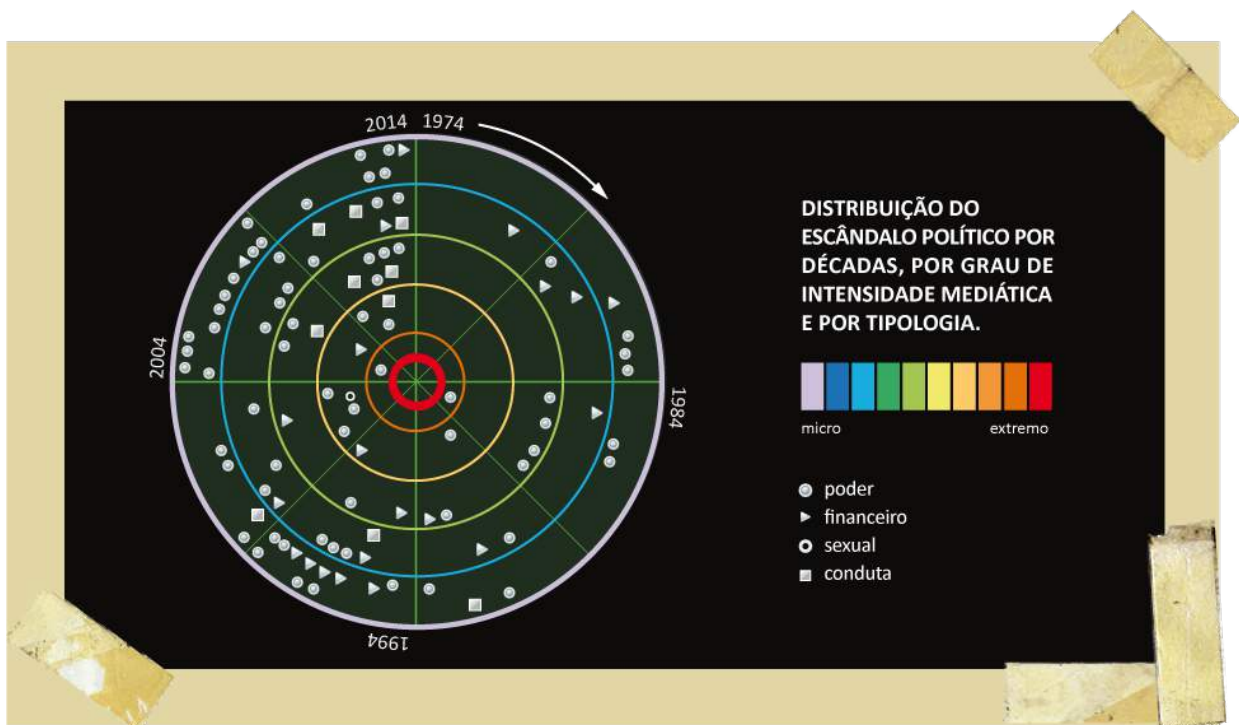 2014 1974
DISTRIBUIÇÃO DO
ESCÂNDALO POLÍTICO POR
DÉCADAS, POR GRAU DE
INTENSIDADE MEDIÁTICA
E POR TIPOLOGIA.
2004
1984
micro extremo
poder
financeiro
sexual
conduta
1994